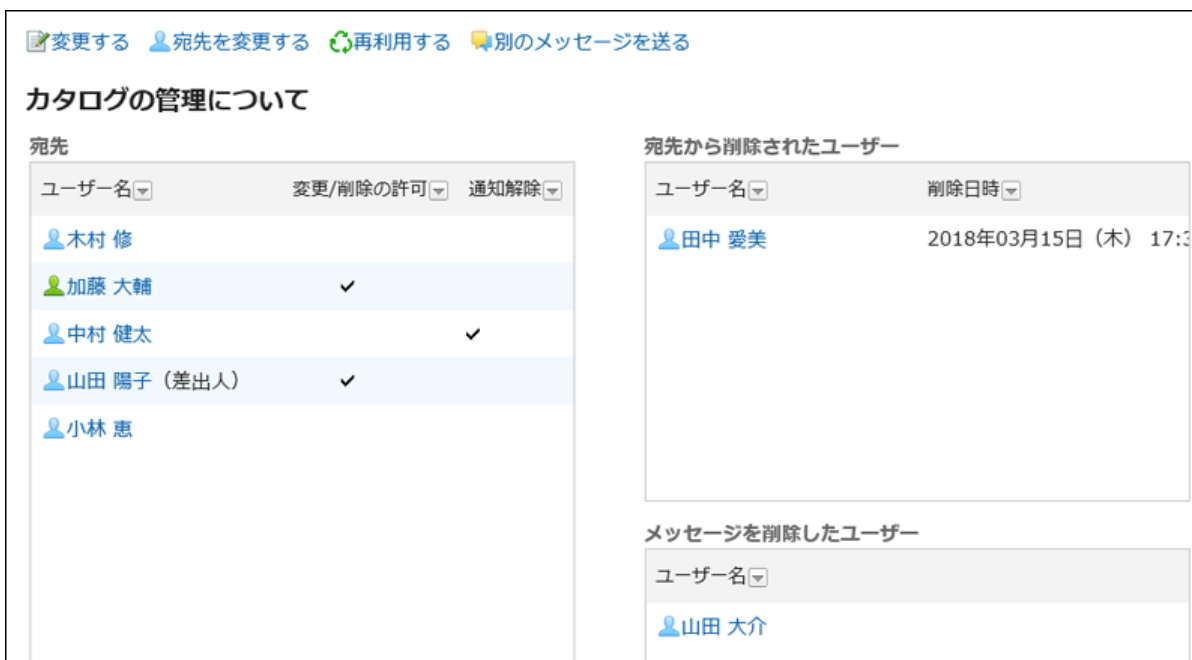 変更する 宛先を変更する 再利用する 別のメッセージを送る
カタログの管理について
宛先
ユーザー名 変更/削除の許可 通知解除
木村 修
加藤 大輔
中村 健太
山田 陽子（差出人）
小林 恵
宛先から削除されたユーザー
ユーザー名 削除日時
田中 愛美 2018年03月15日（木） 17:3
メッセージを削除したユーザー
ユーザー名
山田 大介